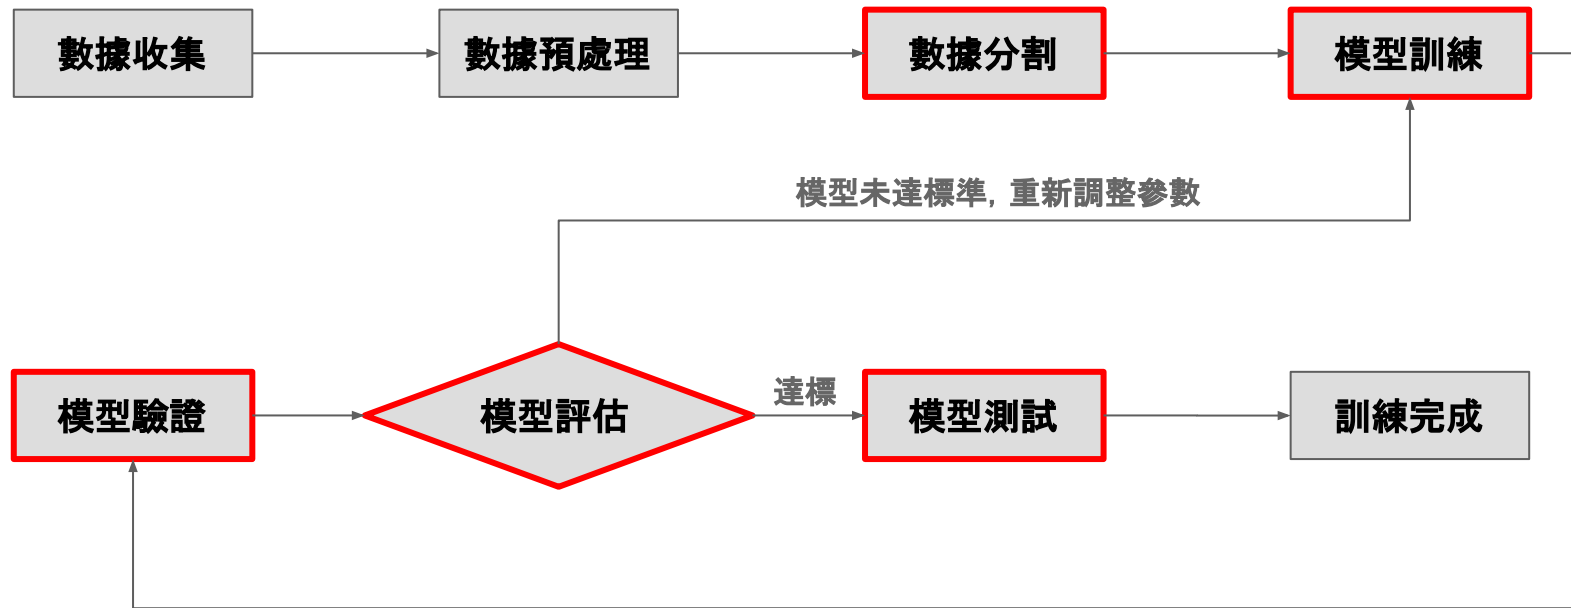 數據收集
數據預處理
數據分割
模型訓練
模型未達標準，重新調整參數
模型驗證
模型評估
達標
模型測試
訓練完成